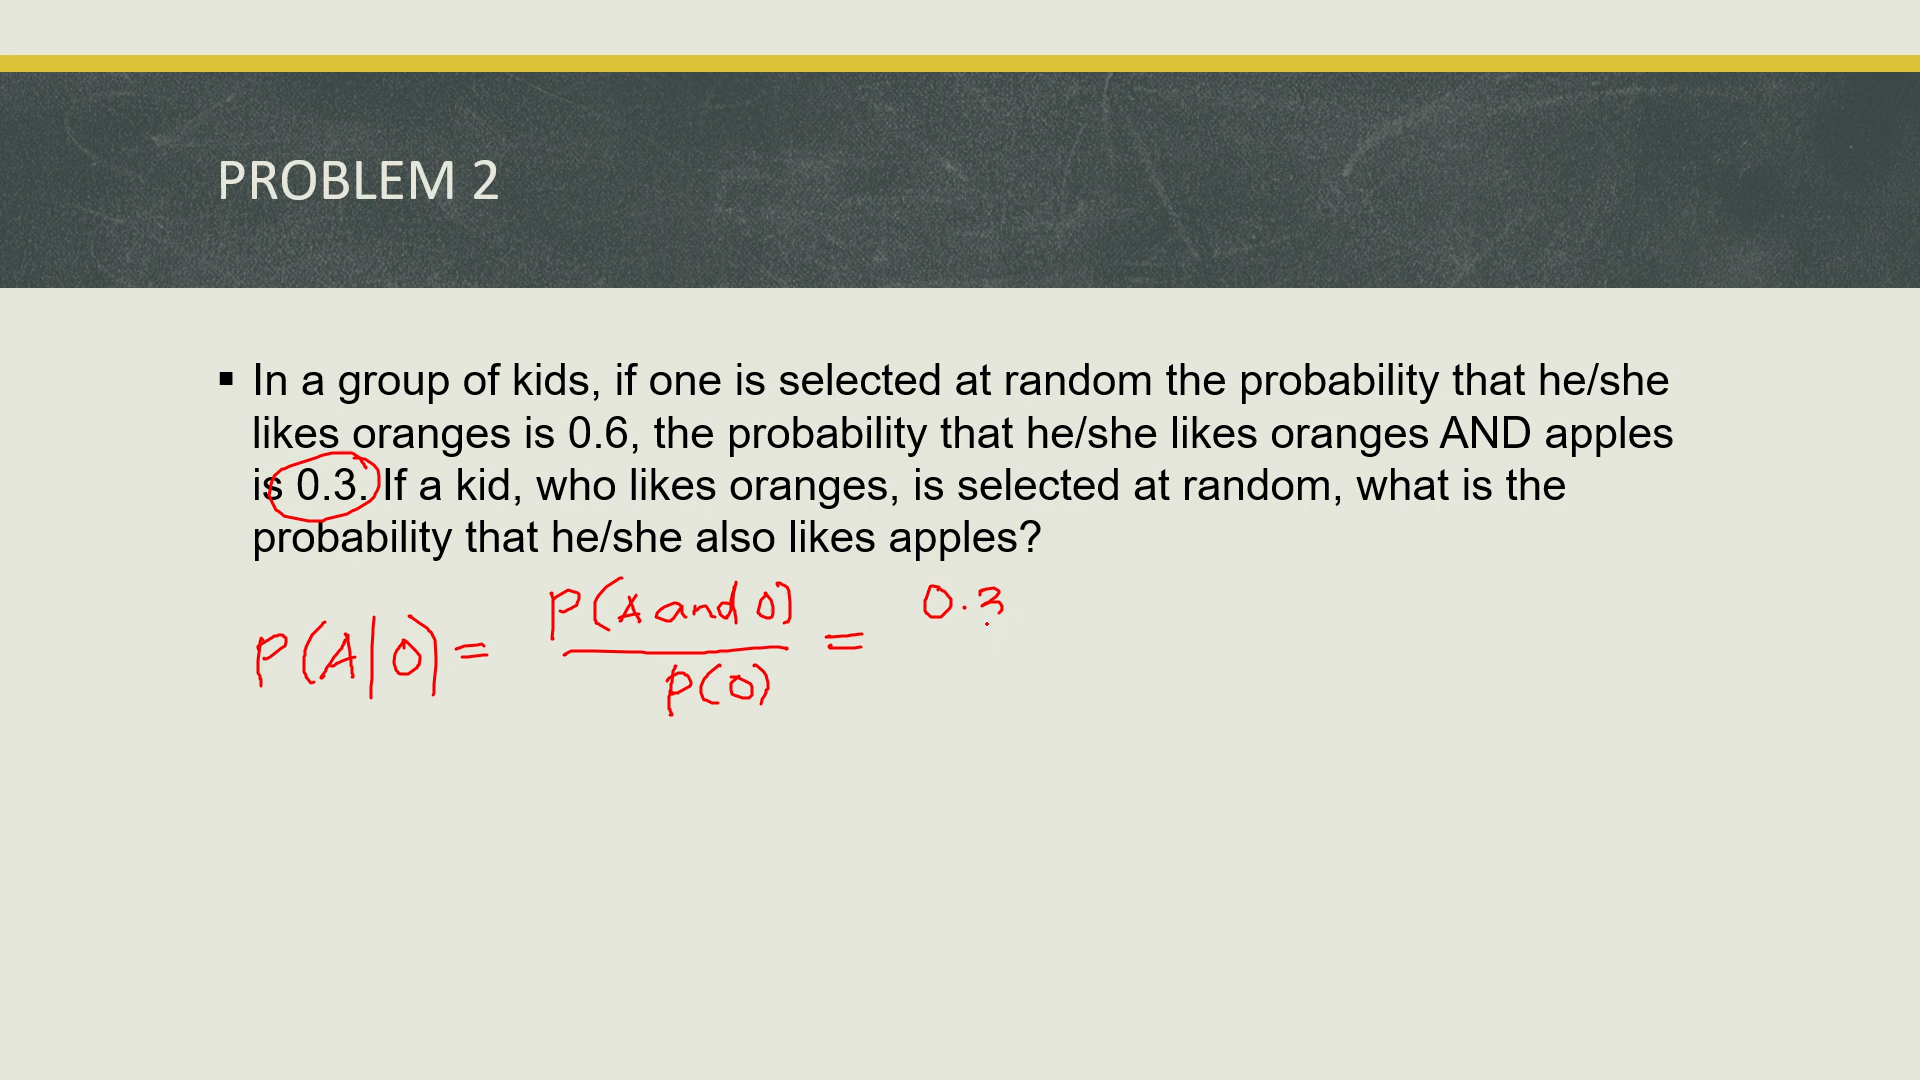 PROBLEM 2
▪ In a group of kids, if one is selected at random the probability that he/she
likes oranges is 0.6, the probability that he/she likes oranges AND apples
is 0.3. If a kid, who likes oranges, is selected at random, what is the
probability that he/she also likes apples?
P(A and O) 0.3
P(A|O) = =
P(O)